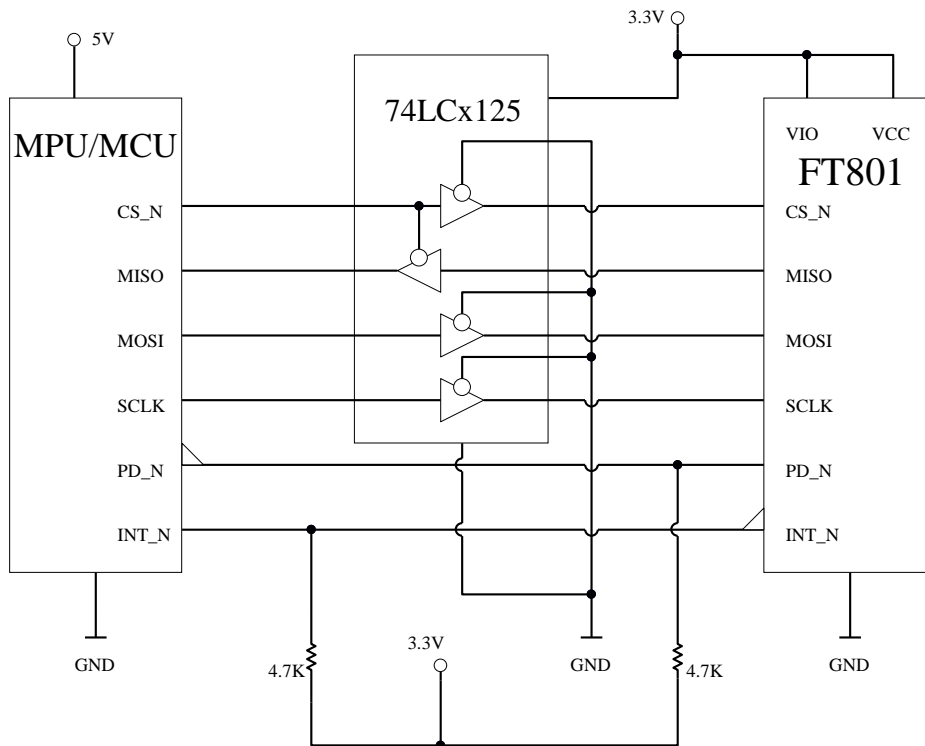 3.3V
5V
74LCx125
MPU/MCU
VIO VCC
FT801
CS_N CS_N
MISO MISO
MOSI MOSI
SCLK SCLK
PD_N PD_N
INT_N INT_N
3.3V
GND 4.7K GND 4.7K GND